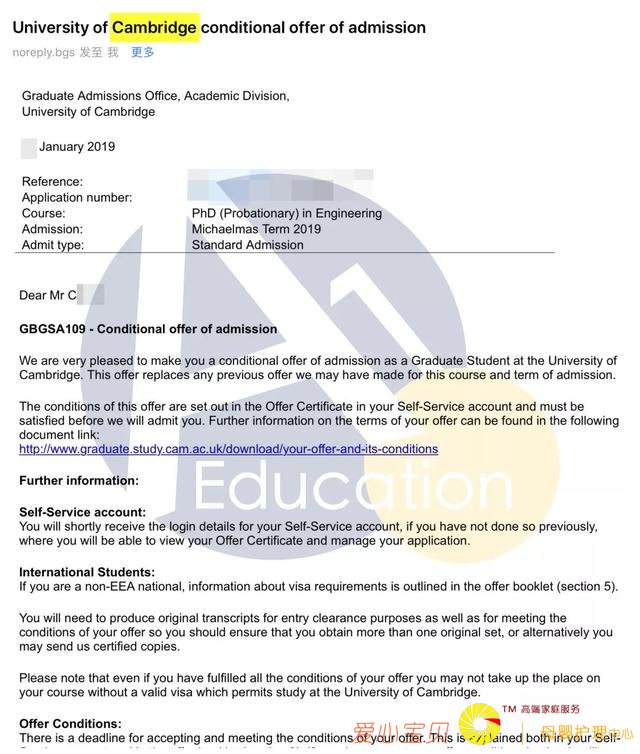 University of Cambridge conditional offer of admission
noreply.bgs 发至 我 更多
Graduate Admissions Office, Academic Division,
University of Cambridge
January 2019
Reference:
Application number:
Course: PhD (Probationary) in Engineering
Admission: Michaelmas Term 2019
Admit type: Standard Admission
Dear Mr C
GBGSA109 - Conditional offer of admission
We are very pleased to make you a conditional offer of admission as a Graduate Student at the University of
Cambridge. This offer replaces any previous offer we may have made for this course and term of admission.
The conditions of this offer are set out in the Offer Certificate in your Self-Service account and must be
satisfied before we will admit you. Further information on the terms of your offer can be found in the following
document link:
http://www.graduate.study.cam.ac.uk/download/your-offer-and-its-conditions
Further information:
A1
Education
Self-Service account:
You will shortly receive the login details for your Self-Service account, if you have not done so previously,
where you will be able to view your Offer Certificate and manage your application.
International Students:
If you are a non-EEA national, information about visa requirements is outlined in the offer booklet (section 5).
You will need to produce original transcripts for entry clearance purposes as well as for meeting the
conditions of your offer so you should ensure that you obtain more than one original set, or alternatively you
may send us certified copies.
Please note that even if you have fulfilled all the conditions of your offer you may not take up the place on
your course without a valid visa which permits study at the University of Cambridge.
Offer Conditions:
There is a deadline for accepting and meeting the conditions of your offer. This is explained both in your Self-
爱心宝贝
TM 高端家庭服务
母婴护理中心